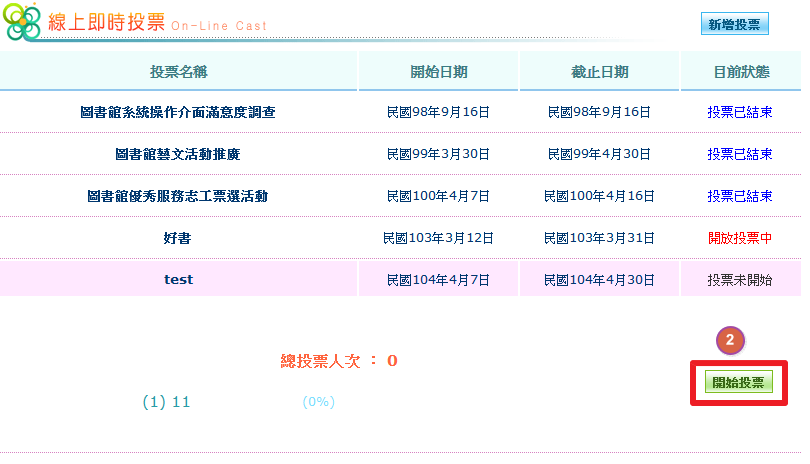 線上即時投票 On-Line Cast
新增投票
投票名稱 開始日期 截止日期 目前狀態
圖書館系統操作介面滿意度調查 民國98年9月16日 民國98年9月16日 投票已結束
圖書館藝文活動推廣 民國99年3月30日 民國99年4月30日 投票已結束
圖書館優秀服務志工票選活動 民國100年4月7日 民國100年4月16日 投票已結束
好書 民國103年3月12日 民國103年3月31日 開放投票中
test 民國104年4月7日 民國104年4月30日 投票未開始
2
總投票人次 : 0
開始投票
(1) 11 (0%)